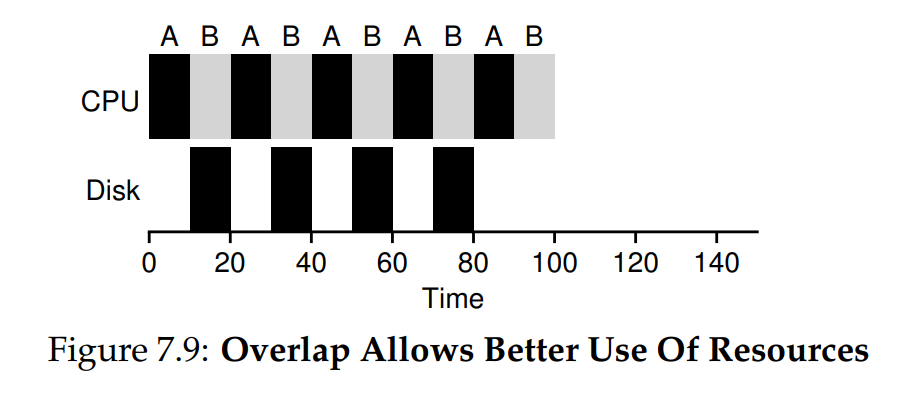 A B A B A B A B A B
CPU
Disk
0 20 40 60 80 100 120 140
Time
Figure 7.9: Overlap Allows Better Use Of Resources